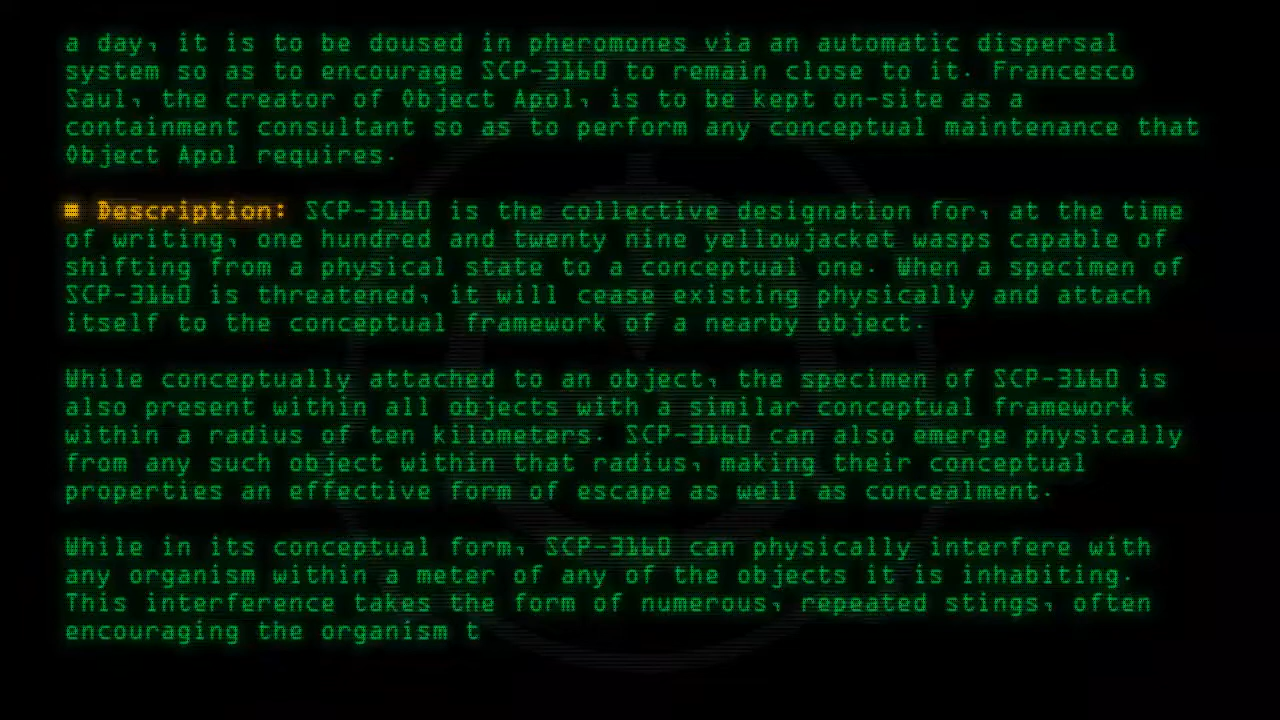 a day, it is to be doused in pheromones via an automatic dispersal
system so as to encourage SCP-3160 to remain close to it. Francesco
Saul, the creator of Object Apol, is to be kept on-site as a
containment consultant so as to perform any conceptual maintenance that
Object Apol requires.
■ Description: SCP-3160 is the collective designation for, at the time
of writing, one hundred and twenty nine yellowjacket wasps capable of
shifting from a physical state to a conceptual one. When a specimen of
SCP-3160 is threatened, it will cease existing physically and attach
itself to the conceptual framework of a nearby object.
While conceptually attached to an object, the specimen of SCP-3160 is
also present within all objects with a similar conceptual framework
within a radius of ten kilometers. SCP-3160 can also emerge physically
from any such object within that radius, making their conceptual
properties an effective form of escape as well as concealment.
While in its conceptual form, SCP-3160 can physically interfere with
any organism within a meter of any of the objects it is inhabiting.
This interference takes the form of numerous, repeated stings, often
encouraging the organism t